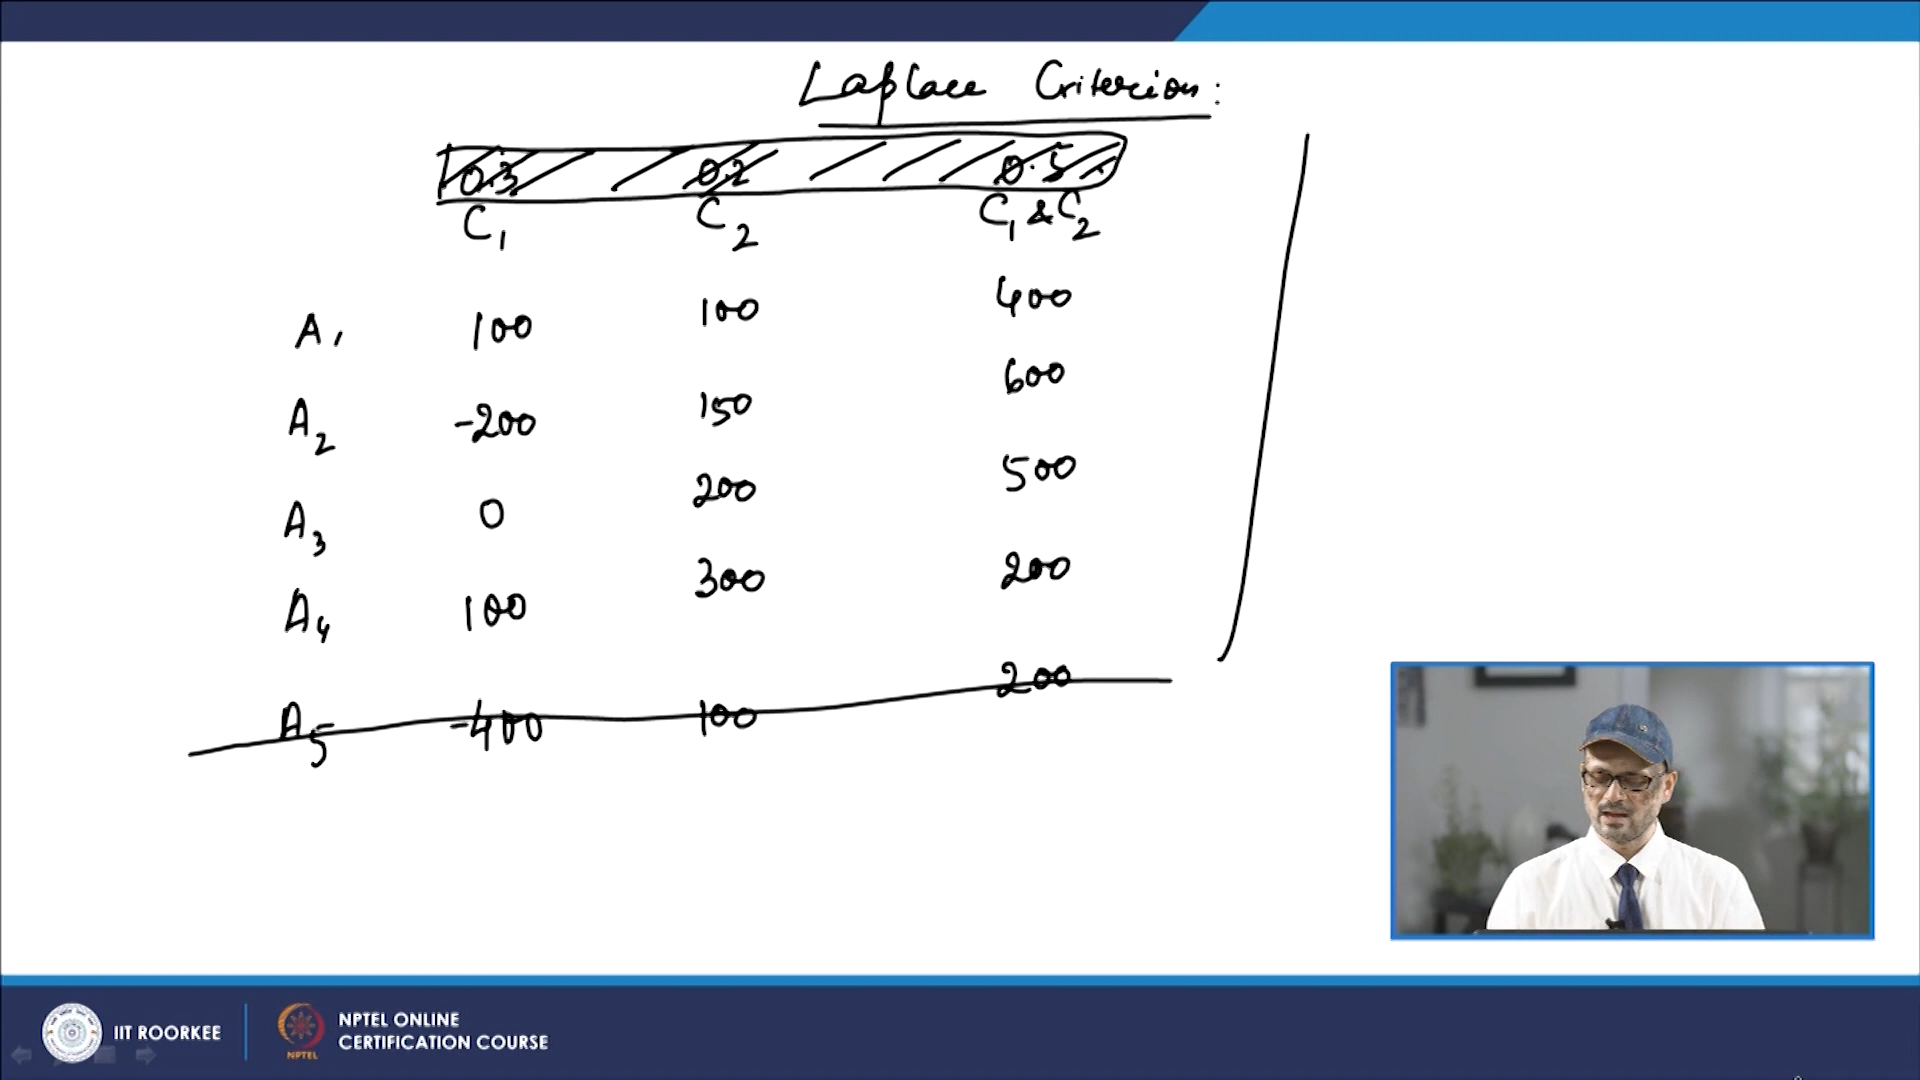 Laplace Criterion:
0.3 0.2 0.5
C1 C2 C1 & C2
A1 100 100 400
A2 -200 150 600
A3 0 200 500
A4 100 300 200
A5 -400 100 200
IIT ROORKEE
NPTEL
NPTEL ONLINE
CERTIFICATION COURSE